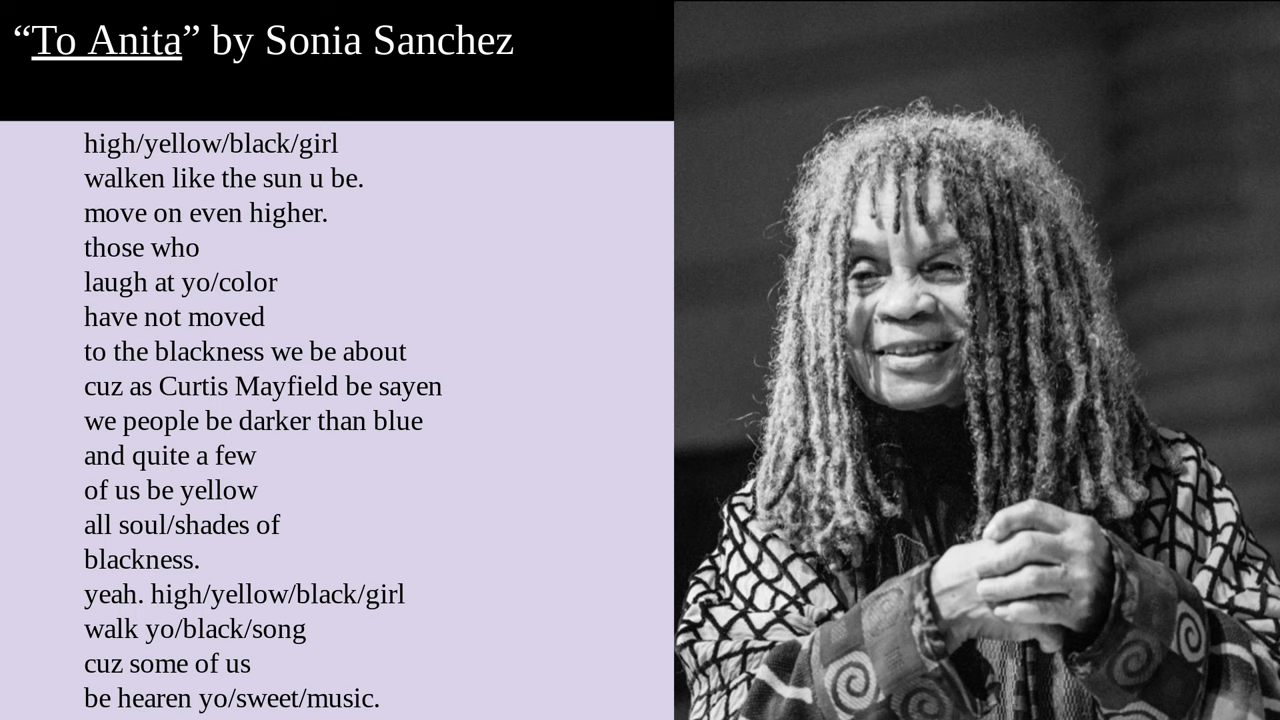 “To Anita” by Sonia Sanchez
high/yellow/black/girl
walken like the sun u be.
move on even higher.
those who
laugh at yo/color
have not moved
to the blackness we be about
cuz as Curtis Mayfield be sayen
we people be darker than blue
and quite a few
of us be yellow
all soul/shades of
blackness.
yeah. high/yellow/black/girl
walk yo/black/song
cuz some of us
be hearen yo/sweet/music.